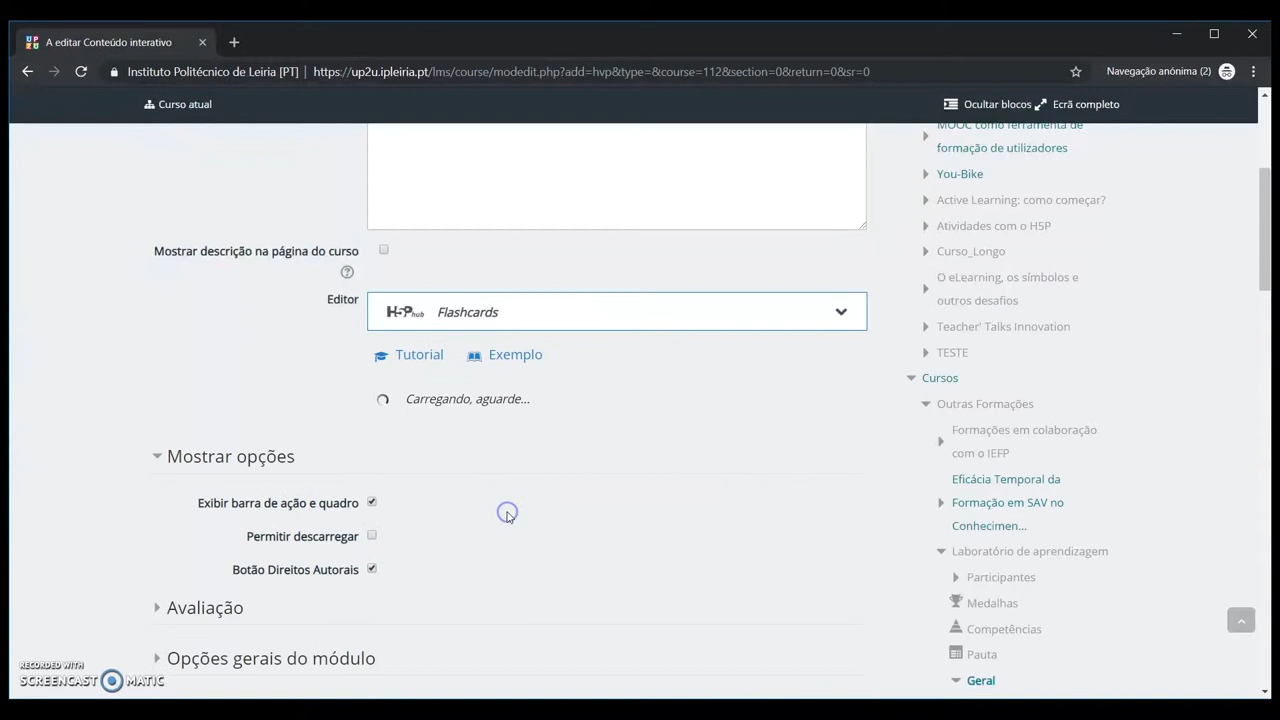 A editar Conteúdo interativo
Instituto Politécnico de Leiria [PT] https://up2u.ipleiria.pt/lms/course/modedit.php?add=hvp&type=&course=112&section=0&return=0&sr=0 Navegação anónima (2)
Curso atual Ocultar blocos Ecrã completo
MOOC como ferramenta de
formação de utilizadores
You-Bike
Active Learning: como começar?
Atividades com o H5P
Curso_Longo
O eLearning, os símbolos e
outros desafios
Teacher' Talks Innovation
TESTE
Cursos
Outras Formações
Formações em colaboração
com o IEFP
Eficácia Temporal da
Formação em SAV no
Conhecimen...
Laboratório de aprendizagem
Participantes
Medalhas
Competências
Pauta
Geral
Mostrar descrição na página do curso
Editor
H5P hub Flashcards
Tutorial Exemplo
Carregando, aguarde...
Mostrar opções
Exibir barra de ação e quadro
Permitir descarregar
Botão Direitos Autorais
Avaliação
Opções gerais do módulo
RECORDED WITH
SCREENCAST MATIC